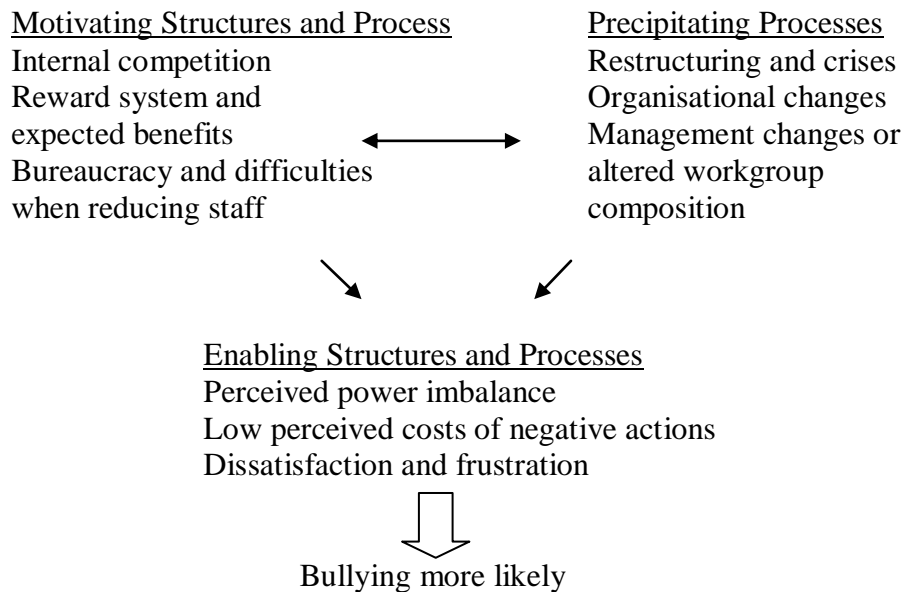 Motivating Structures and Process
Internal competition
Reward system and
expected benefits
Bureaucracy and difficulties
when reducing staff
Precipitating Processes
Restructuring and crises
Organisational changes
Management changes or
altered workgroup
composition
Enabling Structures and Processes
Perceived power imbalance
Low perceived costs of negative actions
Dissatisfaction and frustration
Bullying more likely